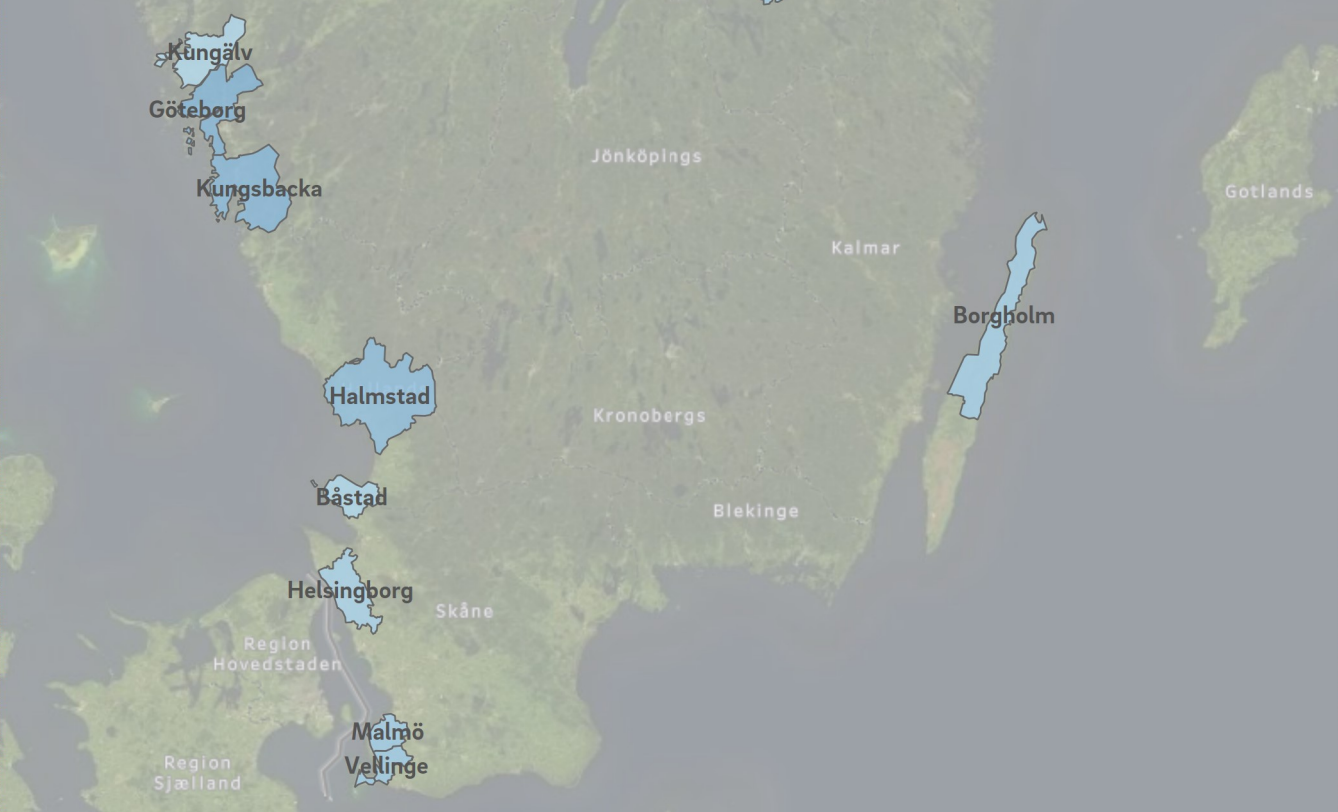 Kungälv
Göteborg
Jönköpings
Kungsbacka
Gotlands
Kalmar
Borgholm
Halmstad
Kronobergs
Båstad
Blekinge
Helsingborg
Skåne
Region
Hovedstaden
Malmö
Vellinge
Region
Sjælland